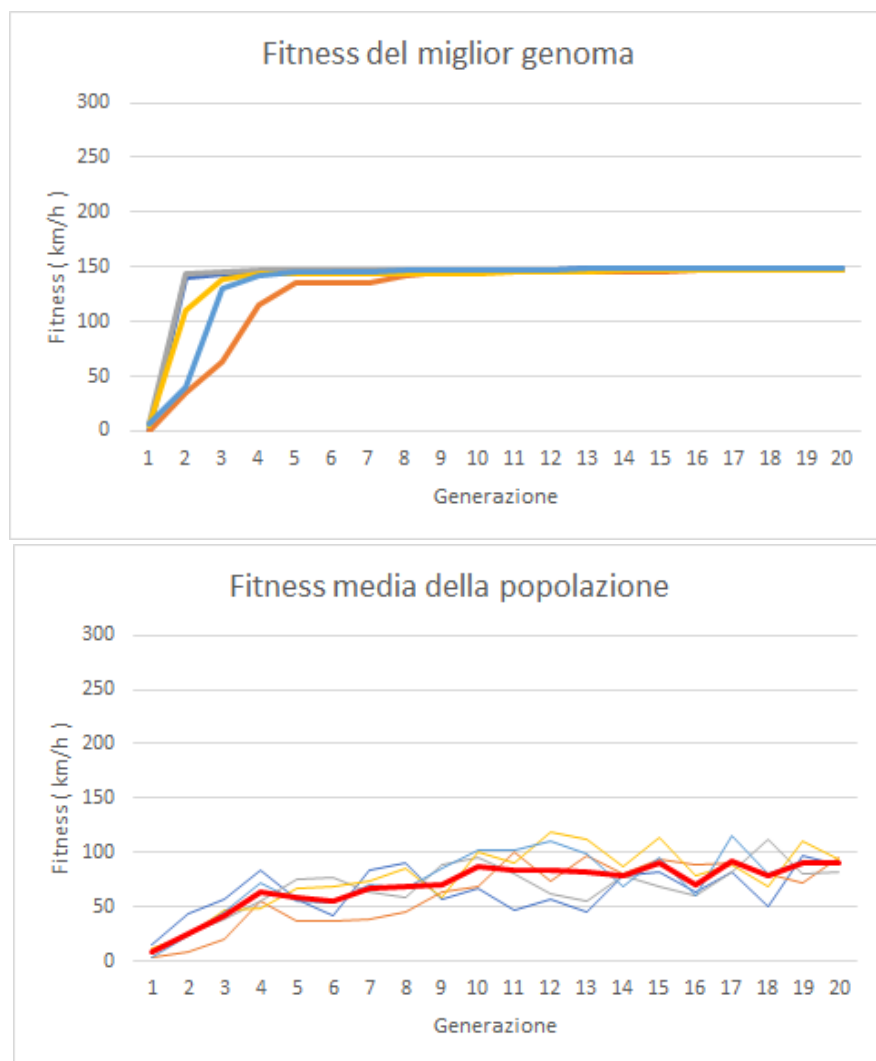 Fitness del miglior genoma
300
250
200
150
100
50
0
Fitness ( km/h )
1 2 3 4 5 6 7 8 9 10 11 12 13 14 15 16 17 18 19 20
Generazione
Fitness media della popolazione
300
250
200
150
100
50
0
Fitness ( km/h )
1 2 3 4 5 6 7 8 9 10 11 12 13 14 15 16 17 18 19 20
Generazione